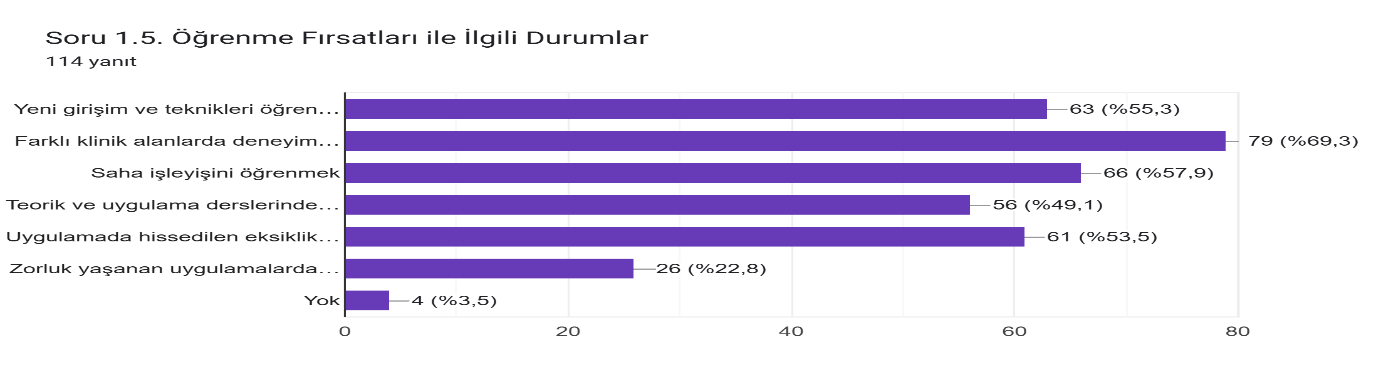 Soru 1.5. Öğrenme Fırsatları ile İlgili Durumlar
114 yanıt
Yeni girişim ve teknikleri öğren... 63 (%55,3)
Farklı klinik alanlarda deneyim... 79 (%69,3)
Saha işleyişini öğrenmek 66 (%57,9)
Teorik ve uygulama derslerinde... 56 (%49,1)
Uygulamada hissedilen eksiklik... 61 (%53,5)
Zorluk yaşanan uygulamalarda... 26 (%22,8)
Yok 4 (%3,5)
0 20 40 60 80